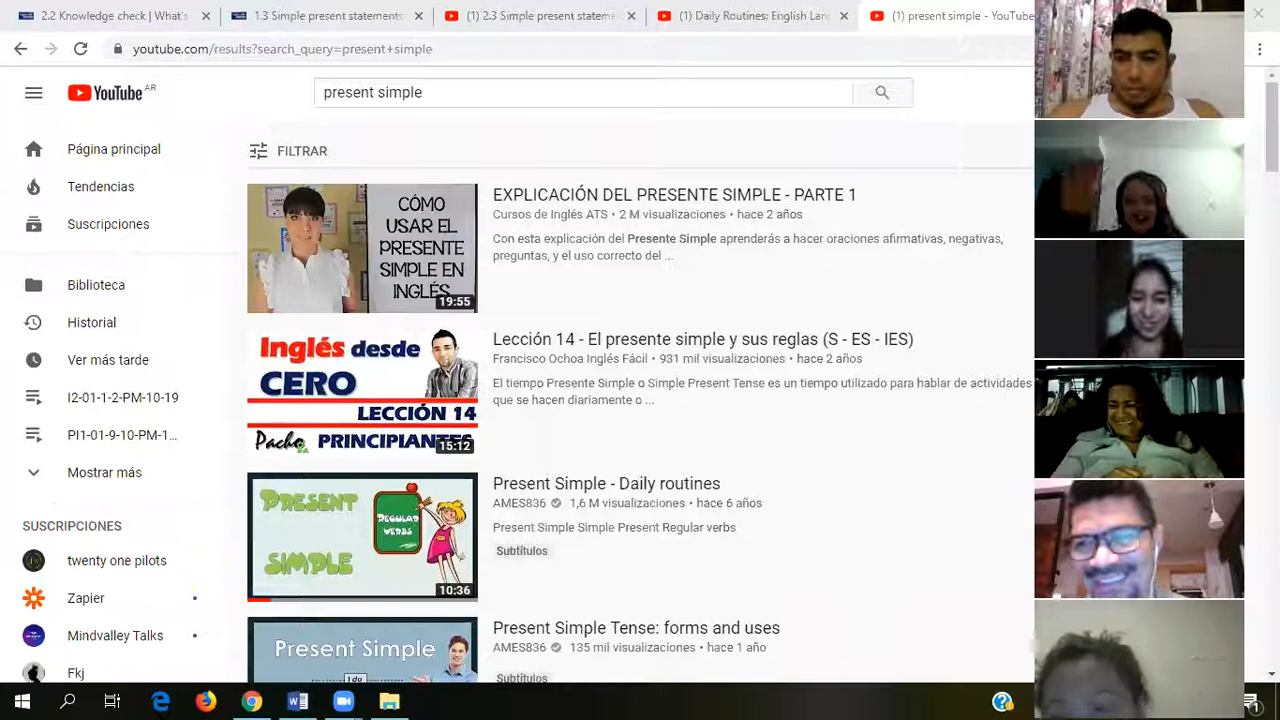 2.2 Knowledge check | What's
1.3 Simple present statements
(1) 2.3 Simple present stateme
(1) Daily Routines: English Lan
(1) present simple - YouTube
youtube.com/results?search_query=present+simple
YouTube AR
present simple
FILTRAR
Página principal
Tendencias
Suscripciones
Biblioteca
Historial
Ver más tarde
I2-01-1-2-PM-10-19
PI1-01-9-10-PM-1...
Mostrar más
SUSCRIPCIONES
twenty one pilots
Zapier
Mindvalley Talks
Fkj
CÓMO
USAR EL
PRESENTE
SIMPLE EN
INGLÉS
19:55
EXPLICACIÓN DEL PRESENTE SIMPLE - PARTE 1
Cursos de Inglés ATS • 2 M visualizaciones • hace 2 años
Con esta explicación del Presente Simple aprenderás a hacer oraciones afirmativas, negativas,
preguntas, y el uso correcto del ...
Inglés desde
CERO
LECCIÓN 14
Pacho PRINCIPIANTES
15:12
Lección 14 - El presente simple y sus reglas (S - ES - IES)
Francisco Ochoa Inglés Fácil • 931 mil visualizaciones • hace 2 años
El tiempo Presente Simple o Simple Present Tense es un tiempo utilizado para hablar de actividades
que se hacen diariamente o ...
PRESENT
SIMPLE
REGULAR
VERBS
10:36
Present Simple - Daily routines
AMES836 1,6 M visualizaciones • hace 6 años
Present Simple Simple Present Regular verbs
Subtítulos
Present Simple
I do
Present Simple Tense: forms and uses
AMES836 135 mil visualizaciones • hace 1 año
Subtítulos
1